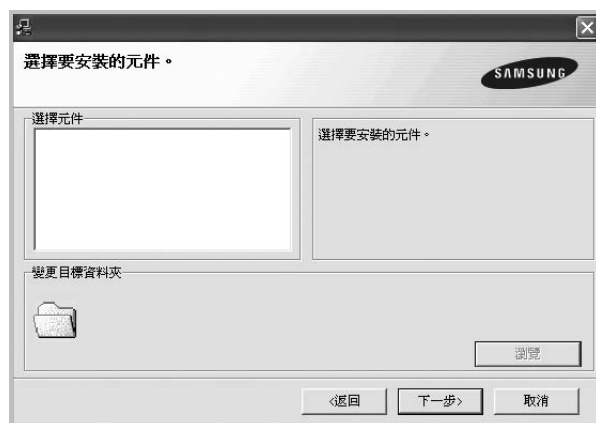 選擇要安裝的元件。
SAMSUNG
選擇元件
選擇要安裝的元件。
變更目標資料夾
瀏覽
<返回
下一步>
取消